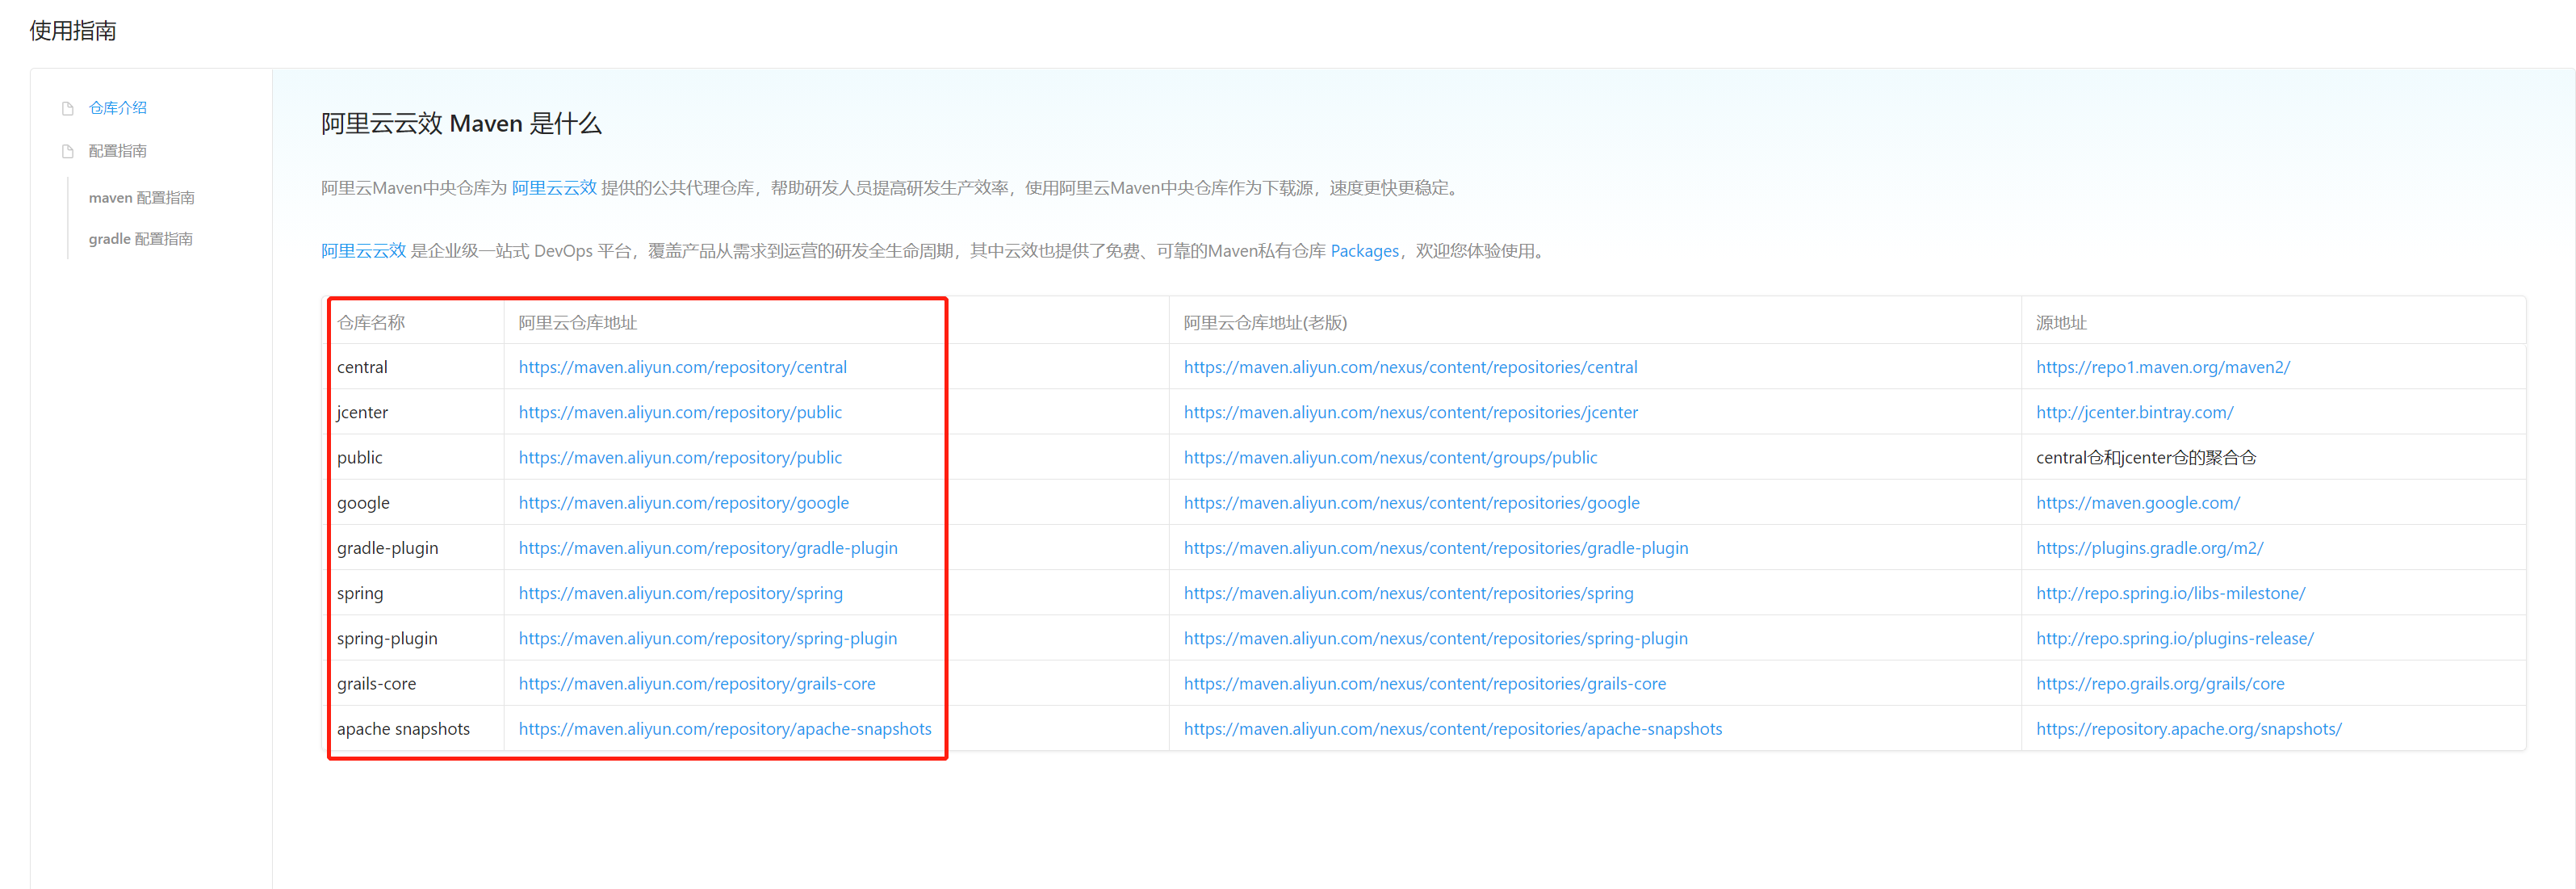 使用指南
仓库介绍
配置指南
maven 配置指南
gradle 配置指南
阿里云云效 Maven 是什么
阿里云Maven中央仓库为 阿里云云效 提供的公共代理仓库，帮助研发人员提高研发生产效率，使用阿里云Maven中央仓库作为下载源，速度更快更稳定。
阿里云云效 是企业级一站式 DevOps 平台，覆盖产品从需求到运营的研发全生命周期，其中云效也提供了免费、可靠的Maven私有仓库 Packages，欢迎您体验使用。
仓库名称 阿里云仓库地址 阿里云仓库地址(老版) 源地址
central https://maven.aliyun.com/repository/central https://maven.aliyun.com/nexus/content/repositories/central https://repo1.maven.org/maven2/
jcenter https://maven.aliyun.com/repository/public https://maven.aliyun.com/nexus/content/repositories/jcenter http://jcenter.bintray.com/
public https://maven.aliyun.com/repository/public https://maven.aliyun.com/nexus/content/groups/public central仓和jcenter仓的聚合仓
google https://maven.aliyun.com/repository/google https://maven.aliyun.com/nexus/content/repositories/google https://maven.google.com/
gradle-plugin https://maven.aliyun.com/repository/gradle-plugin https://maven.aliyun.com/nexus/content/repositories/gradle-plugin https://plugins.gradle.org/m2/
spring https://maven.aliyun.com/repository/spring https://maven.aliyun.com/nexus/content/repositories/spring http://repo.spring.io/libs-milestone/
spring-plugin https://maven.aliyun.com/repository/spring-plugin https://maven.aliyun.com/nexus/content/repositories/spring-plugin http://repo.spring.io/plugins-release/
grails-core https://maven.aliyun.com/repository/grails-core https://maven.aliyun.com/nexus/content/repositories/grails-core https://repo.grails.org/grails/core
apache snapshots https://maven.aliyun.com/repository/apache-snapshots https://maven.aliyun.com/nexus/content/repositories/apache-snapshots https://repository.apache.org/snapshots/